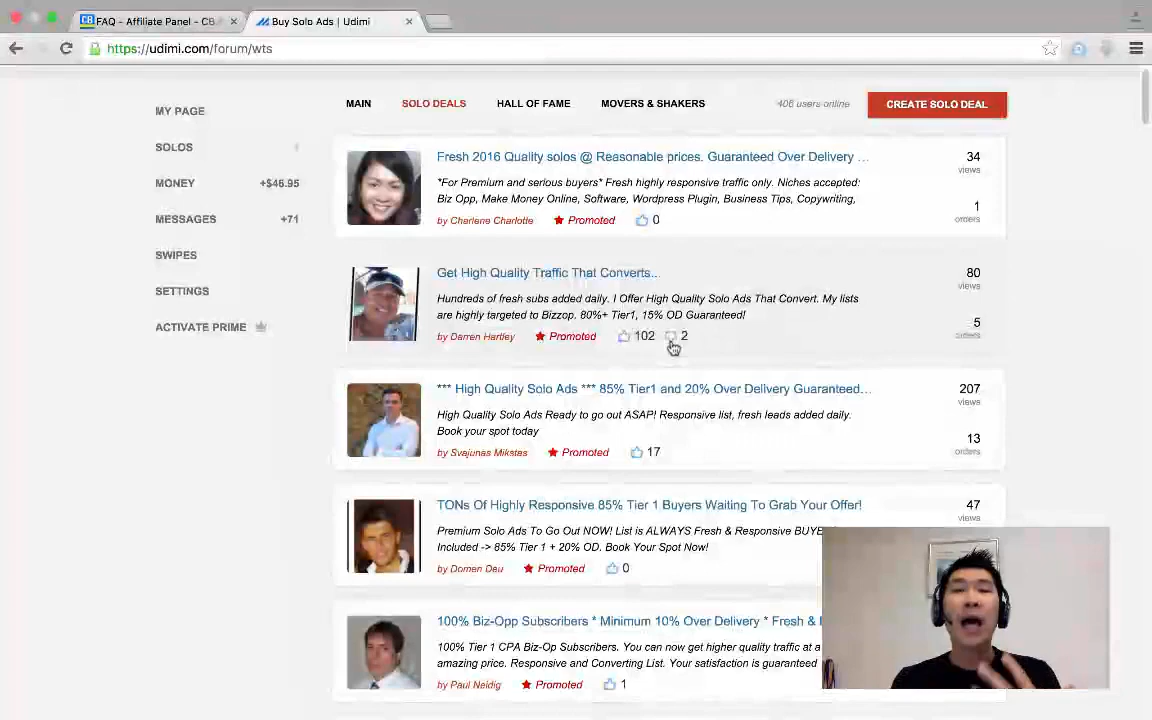 FAQ - Affiliate Panel - CB
Buy Solo Ads | Udimi
https://udimi.com/forum/wts
MY PAGE
SOLOS
MONEY +$46.95
MESSAGES +71
SWIPES
SETTINGS
ACTIVATE PRIME
MAIN SOLO DEALS HALL OF FAME MOVERS & SHAKERS 406 users online CREATE SOLO DEAL
Fresh 2016 Quality solos @ Reasonable prices. Guaranteed Over Delivery ...
*For Premium and serious buyers* Fresh highly responsive traffic only. Niches accepted:
Biz Opp, Make Money Online, Software, Wordpress Plugin, Business Tips, Copywriting,
by Charlene Charlotte Promoted 0
34
views
1
orders
Get High Quality Traffic That Converts...
Hundreds of fresh subs added daily. I Offer High Quality Solo Ads That Convert. My lists
are highly targeted to Bizzop. 80%+ Tier1, 15% OD Guaranteed!
by Darren Hartley Promoted 102 2
80
views
5
orders
*** High Quality Solo Ads *** 85% Tier1 and 20% Over Delivery Guaranteed...
High Quality Solo Ads Ready to go out ASAP! Responsive list, fresh leads added daily.
Book your spot today
by Svajunas Mikstas Promoted 17
207
views
13
orders
TONs Of Highly Responsive 85% Tier 1 Buyers Waiting To Grab Your Offer!
Premium Solo Ads To Go Out NOW! List is ALWAYS Fresh & Responsive BUYE
Included -> 85% Tier 1 + 20% OD. Book Your Spot Now!
by Domen Deu Promoted 0
47
views
100% Biz-Opp Subscribers * Minimum 10% Over Delivery * Fresh &
100% Tier 1 CPA Biz-Op Subscribers. You can now get higher quality traffic at a
amazing price. Responsive and Converting List. Your satisfaction is guaranteed
by Paul Neidig Promoted 1